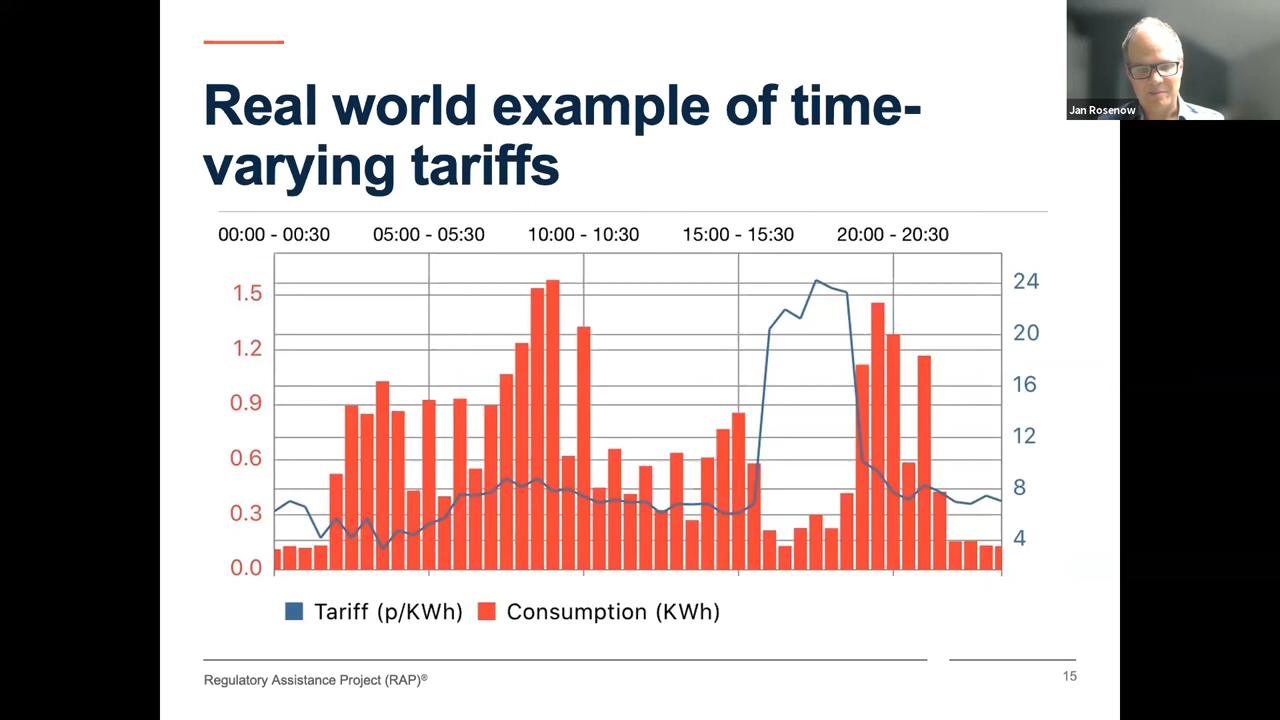 Jan Rosenow
Real world example of time-
varying tariffs
00:00 - 00:30 05:00 - 05:30 10:00 - 10:30 15:00 - 15:30 20:00 - 20:30
1.5
1.2
0.9
0.6
0.3
0.0
24
20
16
12
8
4
Tariff (p/KWh) Consumption (KWh)
Regulatory Assistance Project (RAP)®
15